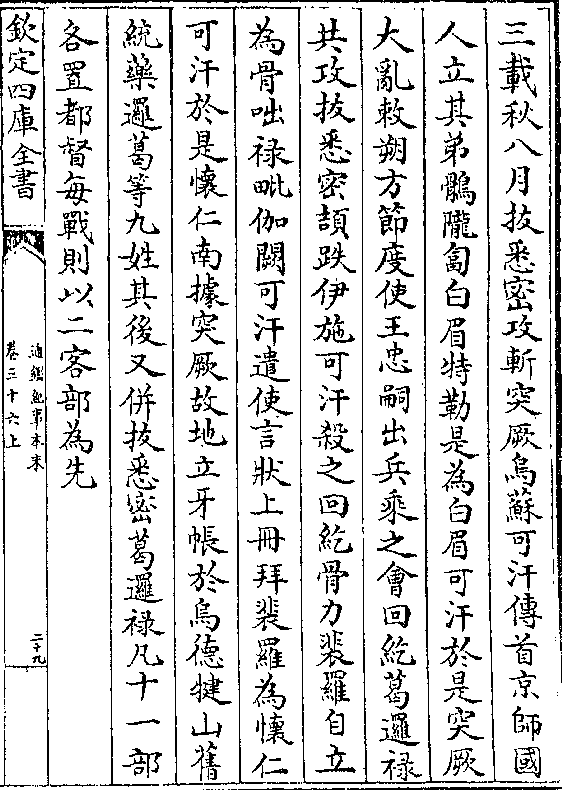 三載秋八月拔悉密攻斬突厥烏蘇可汗傳首京師國
人立其弟鶻隴匐白眉特勒是為白眉可汗於是突厥
大亂敕朔方節度使王忠嗣出兵乘之會回紇葛邏禄
共攻拔悉密頡跌伊施可汗殺之回紇骨力裴羅自立
為骨咄禄毗伽闕可汗遣使言狀上冊拜裴羅為懷仁
可汗於是懷仁南據突厥故地立牙帳於烏德犍山舊
統藥邏葛等九姓其後又併拔悉密葛邏禄凡十一部
各置都督每戰則以二客部為先
欽定四庫全書
通鑑紀事本末
卷三十六上
二十九